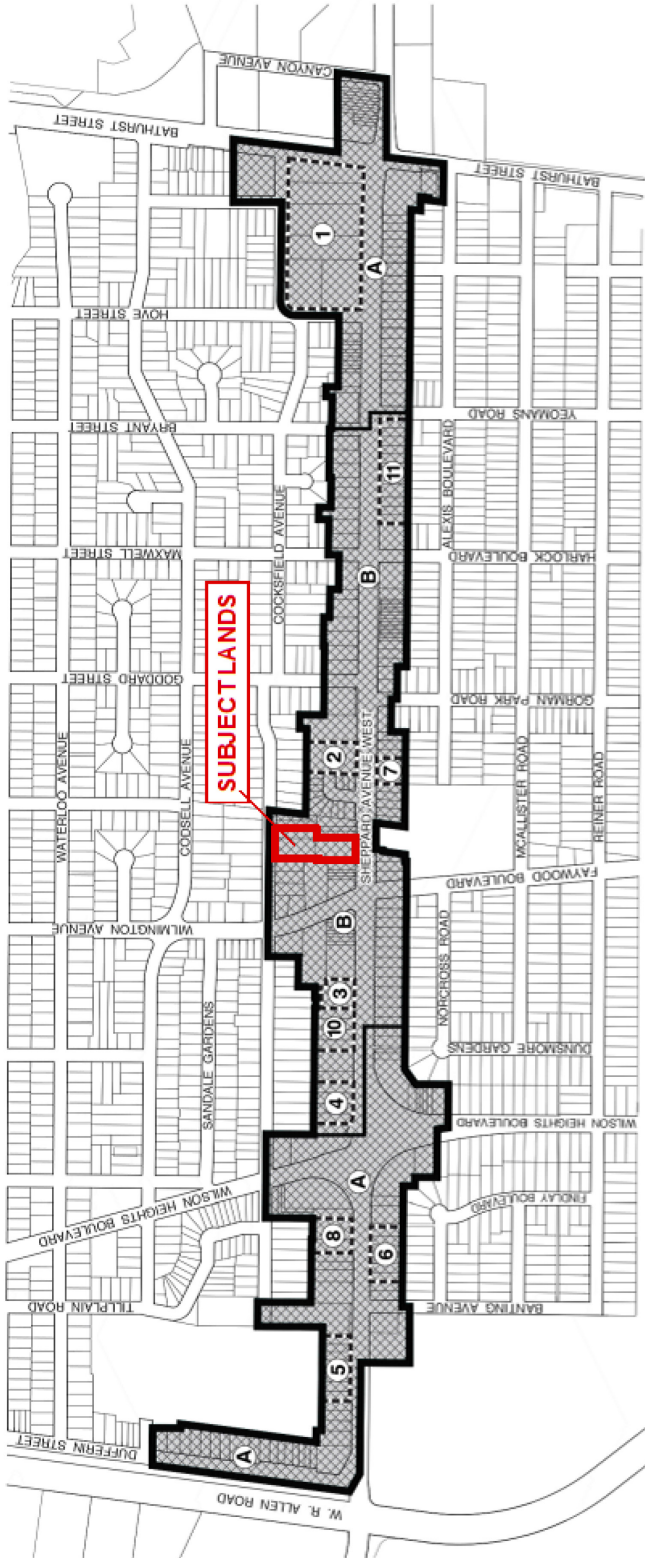 CANYON AVENUE
BATHURST STREET
BATHURST STREET
1
A
HOVE STREET
BRYANT STREET
YEOMANS ROAD
11
ALEXIS BOULEVARD
MAXWELL STREET
COCKSFIELD AVENUE
HARLOCK BOULEVARD
B
SUBJECT LANDS
GODDARD STREET
GORMAN PARK ROAD
WATERLOO AVENUE
CODSELL AVENUE
2
7
SHEPPARD AVENUE WEST
MCALLISTER ROAD
REINER ROAD
FAYWOOD BOULEVARD
WILMINGTON AVENUE
B
NORCROSS ROAD
3
10
SANDALE GARDENS
DUNSMORE GARDENS
4
WILSON HEIGHTS BOULEVARD
WILSON HEIGHTS BOULEVARD
A
FINDLAY BOULEVARD
8
6
TILLPLAIN ROAD
BANTING AVENUE
5
DUFFERIN STREET
A
W. R. ALLEN ROAD